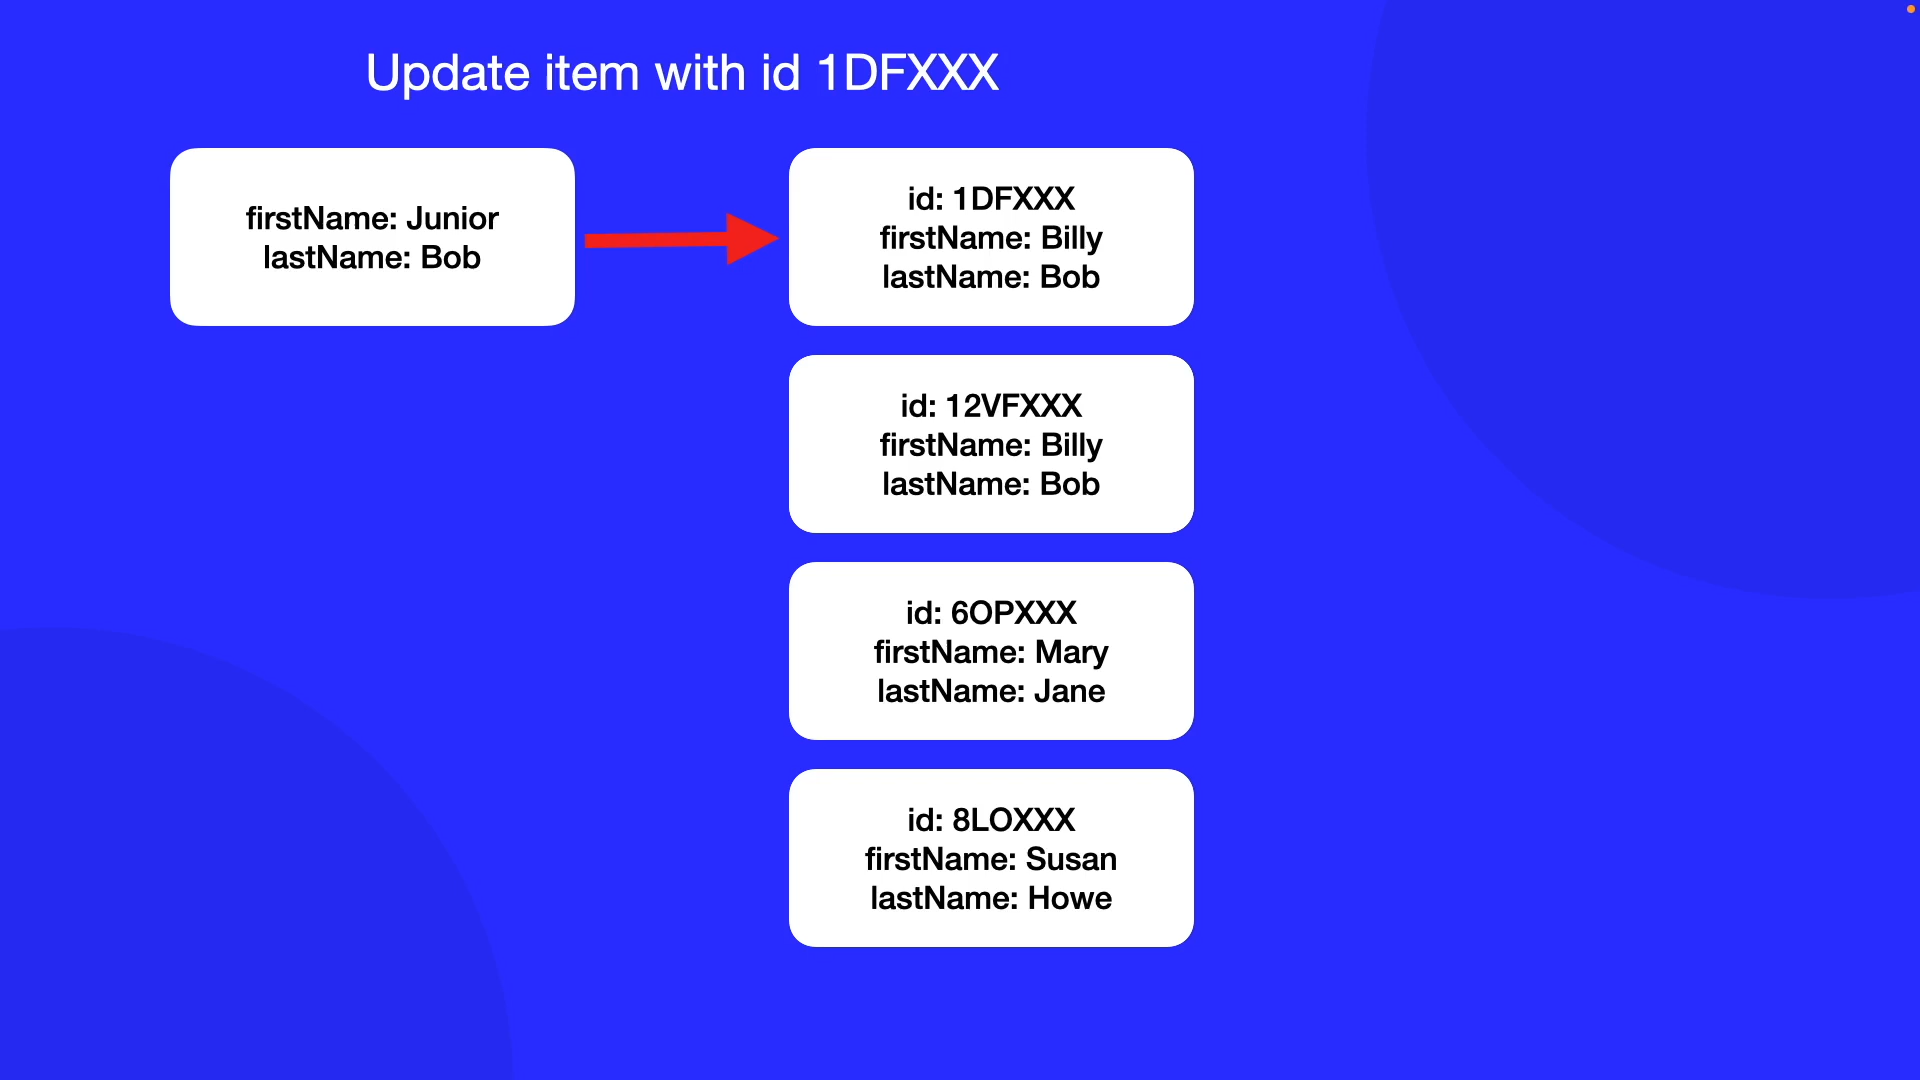 Update item with id 1DFXXX
firstName: Junior
lastName: Bob
id: 1DFXXX
firstName: Billy
lastName: Bob
id: 12VFXXX
firstName: Billy
lastName: Bob
id: 6OPXXX
firstName: Mary
lastName: Jane
id: 8LOXXX
firstName: Susan
lastName: Howe